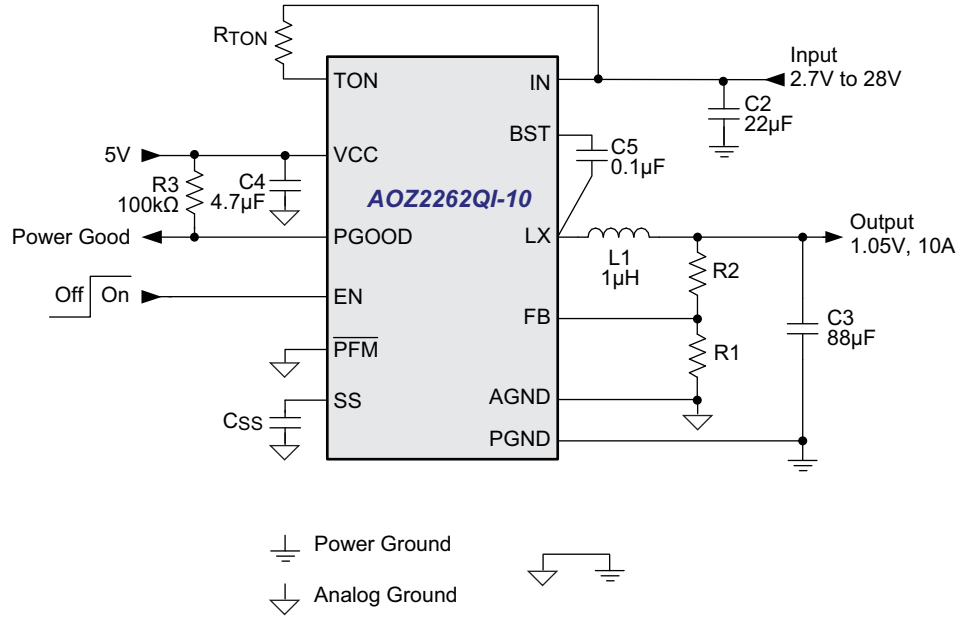 RTON
TON
IN
Input
2.7V to 28V
C2
22µF
BST
C5
0.1µF
5V
VCC
R3
100kΩ
C4
4.7µF
AOZ2262QI-10
Power Good
PGOOD
LX
L1
1µH
Output
1.05V, 10A
R2
Off
On
EN
FB
R1
C3
88µF
PFM
SS
CSS
AGND
PGND
Power Ground
Analog Ground